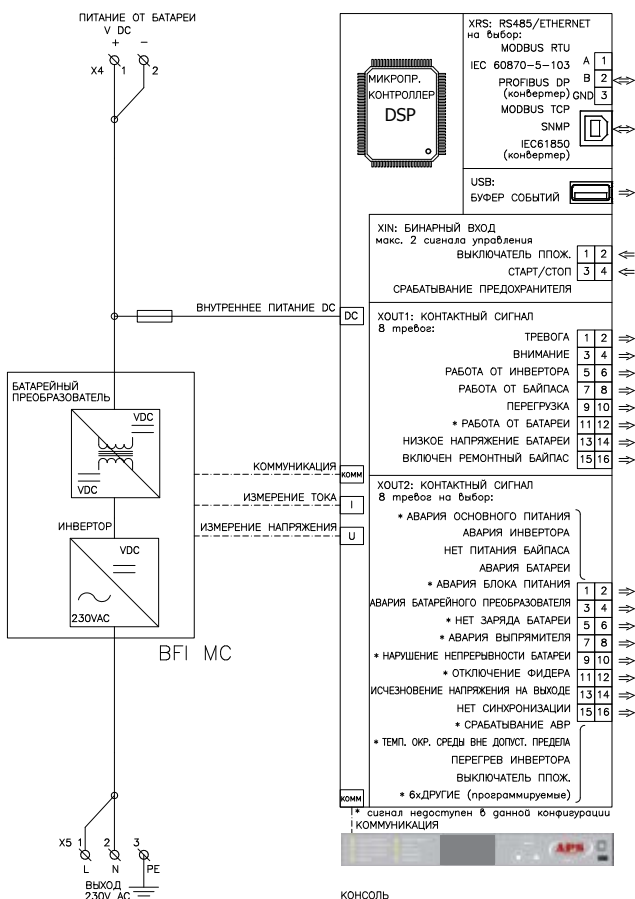 ПИТАНИЕ ОТ БАТАРЕИ
V DC
+ -
X4 1 2
ВНУТРЕННЕЕ ПИТАНИЕ DC
DC
БАТАРЕЙНЫЙ
ПРЕОБРАЗОВАТЕЛЬ
VDC
VDC
ИНВЕРТОР
VDC
230VAC
BFI MC
КОММУНИКАЦИЯ
КОММ
ИЗМЕРЕНИЕ ТОКА
I
ИЗМЕРЕНИЕ НАПРЯЖЕНИЯ
U
X5 1 2 3
L N PE
ВЫХОД
230V AC
МИКРОПР.
КОНТРОЛЛЕР
DSP
XRS: RS485/ETHERNET
на выбор:
MODBUS RTU
IEC 60870-5-103
PROFIBUS DP
(конвертер)
A 1
B 2
GND 3
MODBUS TCP
SNMP
IEC61850
(конвертер)
USB:
БУФЕР СОБЫТИЙ
XIN: БИНАРНЫЙ ВХОД
макс. 2 сигнала управления
ВЫКЛЮЧАТЕЛЬ ППОЖ. 1 2
СТАРТ/СТОП 3 4
СРАБАТЫВАНИЕ ПРЕДОХРАНИТЕЛЯ
XOUT1: КОНТАКТНЫЙ СИГНАЛ
8 тревог:
ТРЕВОГА 1 2
ВНИМАНИЕ 3 4
РАБОТА ОТ ИНВЕРТОРА 5 6
РАБОТА ОТ БАЙПАСА 7 8
ПЕРЕГРУЗКА 9 10
* РАБОТА ОТ БАТАРЕИ 11 12
НИЗКОЕ НАПРЯЖЕНИЕ БАТАРЕИ 13 14
ВКЛЮЧЕН РЕМОНТНЫЙ БАЙПАС 15 16
XOUT2: КОНТАКТНЫЙ СИГНАЛ
8 тревог на выбор:
* АВАРИЯ ОСНОВНОГО ПИТАНИЯ
АВАРИЯ ИНВЕРТОРА
НЕТ ПИТАНИЯ БАЙПАСА
АВАРИЯ БАТАРЕИ
* АВАРИЯ БЛОКА ПИТАНИЯ 1 2
АВАРИЯ БАТАРЕЙНОГО ПРЕОБРАЗОВАТЕЛЯ 3 4
* НЕТ ЗАРЯДА БАТАРЕИ 5 6
* АВАРИЯ ВЫПРЯМИТЕЛЯ 7 8
* НАРУШЕНИЕ НЕПРЕРЫВНОСТИ БАТАРЕИ 9 10
* ОТКЛЮЧЕНИЕ ФИДЕРА 11 12
ИСЧЕЗНОВЕНИЕ НАПРЯЖЕНИЯ НА ВЫХОДЕ 13 14
НЕТ СИНХРОНИЗАЦИИ 15 16
* СРАБАТЫВАНИЕ АВР
* ТЕМП. ОКР. СРЕДЫ ВНЕ ДОПУСТ. ПРЕДЕЛА
ПЕРЕГРЕВ ИНВЕРТОРА
ВЫКЛЮЧАТЕЛЬ ППОЖ.
* 6хДРУГИЕ (программируемые)
КОММ
* сигнал недоступен в данной конфигурации
КОММУНИКАЦИЯ
APS
КОНСОЛЬ